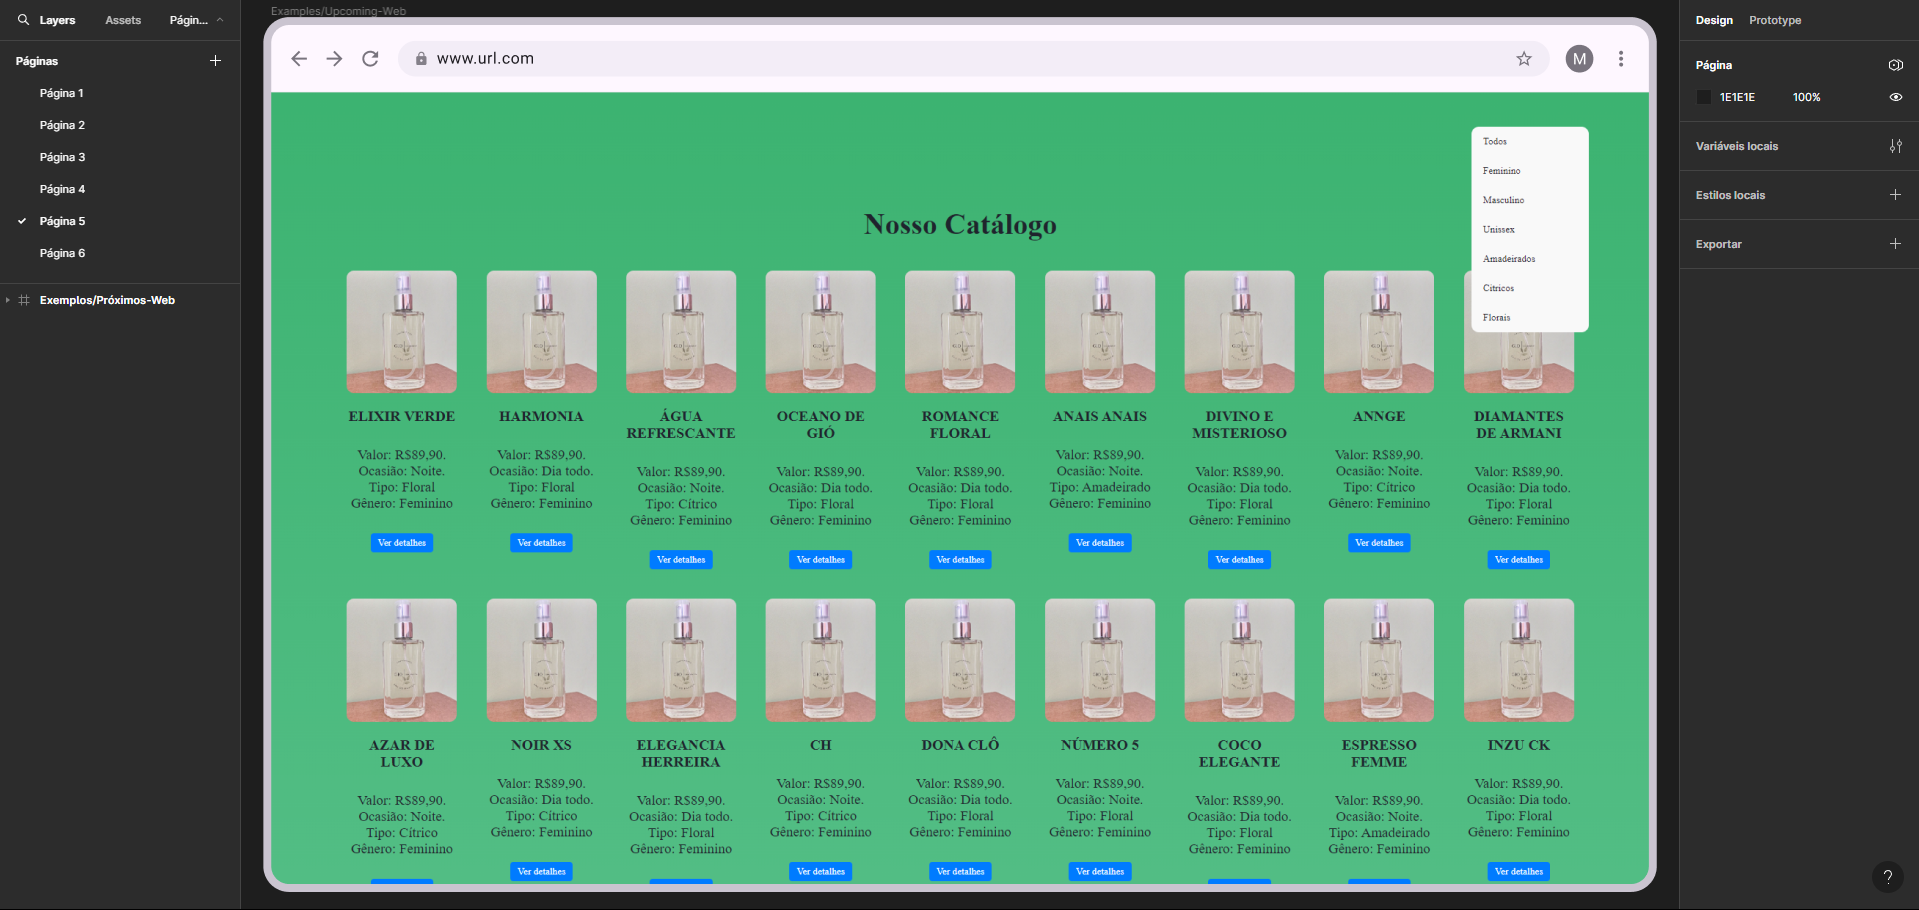 Layers
Assets
Págin...
Páginas
Página 1
Página 2
Página 3
Página 4
Página 5
Página 6
Exemplos/Próximos-Web
Examples/Upcoming-Web
www.url.com
M
Todos
Feminino
Masculino
Unissex
Amadeirados
Citricos
Florais
Nosso Catálogo
ELIXIR VERDE
Valor: R$89,90.
Ocasião: Noite.
Tipo: Floral
Gênero: Feminino
Ver detalhes
HARMONIA
Valor: R$89,90.
Ocasião: Dia todo.
Tipo: Floral
Gênero: Feminino
Ver detalhes
ÁGUA
REFRESCANTE
Valor: R$89,90.
Ocasião: Noite.
Tipo: Cítrico
Gênero: Feminino
Ver detalhes
OCEANO DE
GIÓ
Valor: R$89,90.
Ocasião: Dia todo.
Tipo: Floral
Gênero: Feminino
Ver detalhes
ROMANCE
FLORAL
Valor: R$89,90.
Ocasião: Dia todo.
Tipo: Floral
Gênero: Feminino
Ver detalhes
ANAIS ANAIS
Valor: R$89,90.
Ocasião: Noite.
Tipo: Amadeirado
Gênero: Feminino
Ver detalhes
DIVINO E
MISTERIOSO
Valor: R$89,90.
Ocasião: Dia todo.
Tipo: Floral
Gênero: Feminino
Ver detalhes
ANNGE
Valor: R$89,90.
Ocasião: Noite.
Tipo: Cítrico
Gênero: Feminino
Ver detalhes
DIAMANTES
DE ARMANI
Valor: R$89,90.
Ocasião: Dia todo.
Tipo: Floral
Gênero: Feminino
Ver detalhes
AZAR DE
LUXO
Valor: R$89,90.
Ocasião: Noite.
Tipo: Cítrico
Gênero: Feminino
NOIR XS
Valor: R$89,90.
Ocasião: Dia todo.
Tipo: Cítrico
Gênero: Feminino
Ver detalhes
ELEGANCIA
HERREIRA
Valor: R$89,90.
Ocasião: Dia todo.
Tipo: Floral
Gênero: Feminino
CH
Valor: R$89,90.
Ocasião: Noite.
Tipo: Cítrico
Gênero: Feminino
Ver detalhes
DONA CLÔ
Valor: R$89,90.
Ocasião: Dia todo.
Tipo: Floral
Gênero: Feminino
Ver detalhes
NÚMERO 5
Valor: R$89,90.
Ocasião: Noite.
Tipo: Floral
Gênero: Feminino
Ver detalhes
COCO
ELEGANTE
Valor: R$89,90.
Ocasião: Dia todo.
Tipo: Floral
Gênero: Feminino
ESPRESSO
FEMME
Valor: R$89,90.
Ocasião: Noite.
Tipo: Amadeirado
Gênero: Feminino
INZU CK
Valor: R$89,90.
Ocasião: Dia todo.
Tipo: Floral
Gênero: Feminino
Ver detalhes
Design
Prototype
Página
1E1E1E
100%
Variáveis locais
Estilos locais
Exportar
?